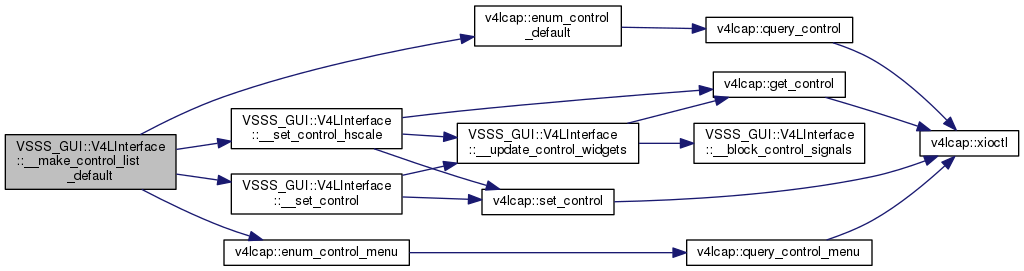 VSSS_GUI::V4LInterface
::__make_control_list
_default
v4lcap::enum_control
_default
v4lcap::query_control
VSSS_GUI::V4LInterface
::__set_control_hscale
v4lcap::get_control
VSSS_GUI::V4LInterface
::__update_control_widgets
VSSS_GUI::V4LInterface
::__block_control_signals
v4lcap::xioctl
VSSS_GUI::V4LInterface
::__set_control
v4lcap::set_control
v4lcap::enum_control_menu
v4lcap::query_control_menu